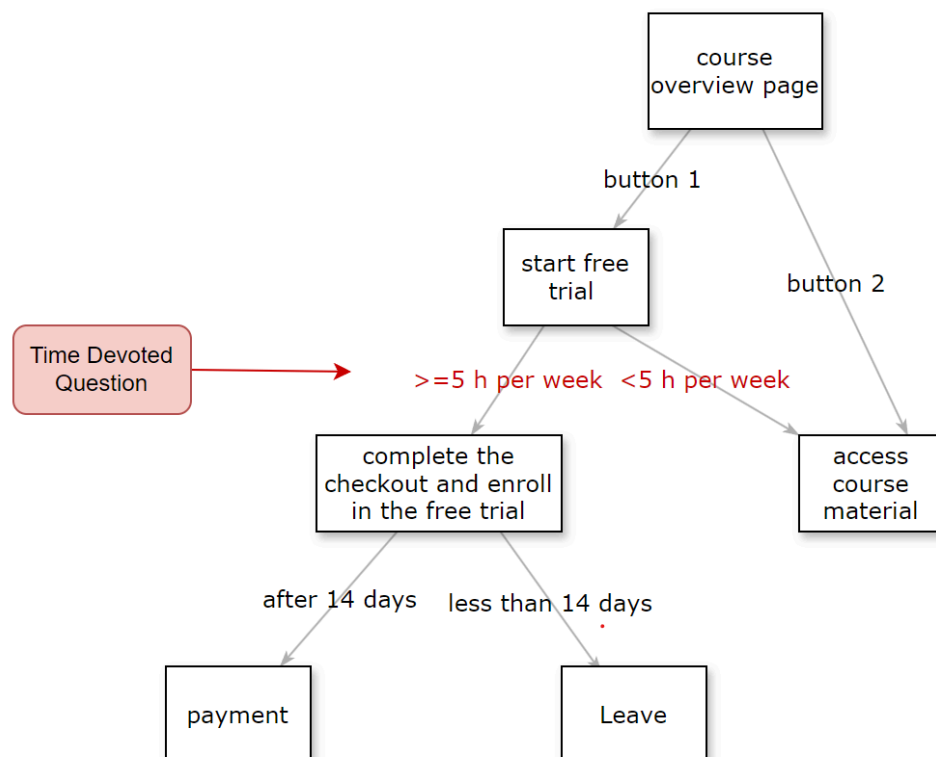 course
overview page
button 1
start free
trial
button 2
Time Devoted
Question
>=5 h per week
<5 h per week
complete the
checkout and enroll
in the free trial
access
course
material
after 14 days
less than 14 days
payment
Leave